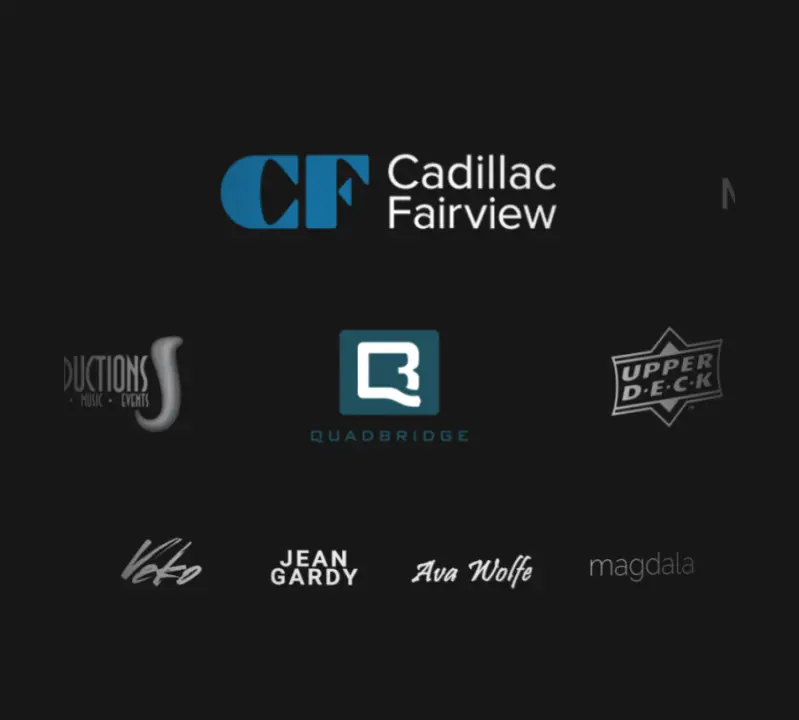 CF Cadillac
Fairview
DUCTIONS
· MUSIC · EVENTS
QUADBRIDGE
UPPER
D·E·C·K
Veko
JEAN
GARDY
Ava Wolfe
magdala